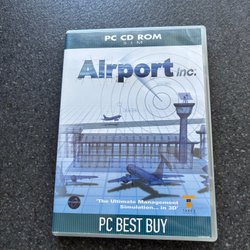 PC CD ROM
SIM
Airport Inc.
'The Ultimate Management
Simulation... in 3D'
PC BEST BUY